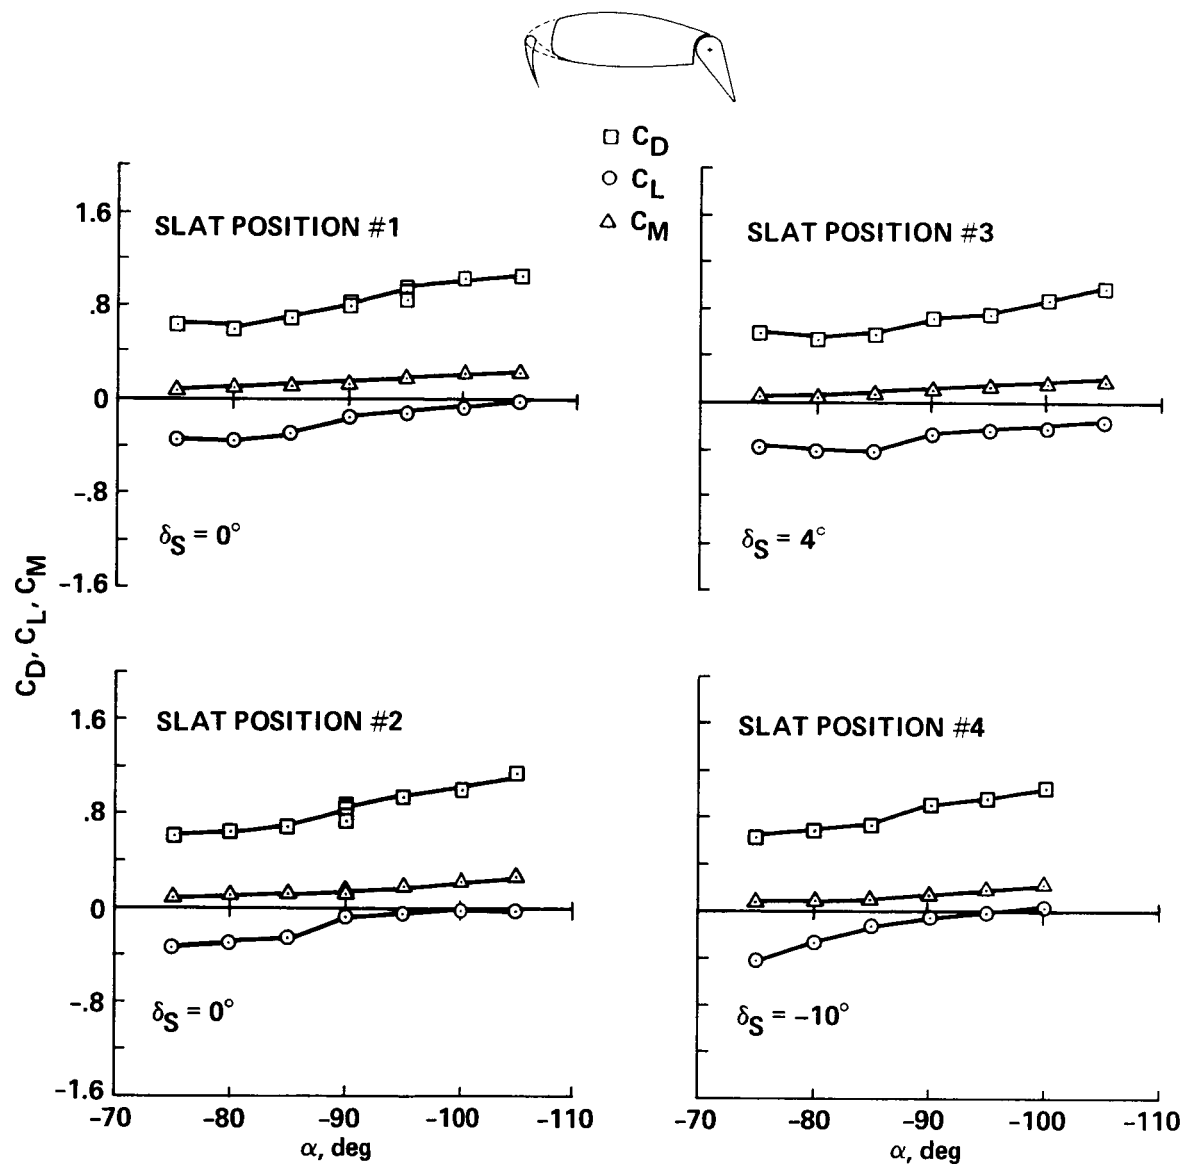 □ C_D
○ C_L
△ C_M
SLAT POSITION #1
1.6
.8
0
-.8
-1.6
δ_S = 0°
SLAT POSITION #3
δ_S = 4°
C_D, C_L, C_M
SLAT POSITION #2
1.6
.8
0
-.8
-1.6
δ_S = 0°
-70 -80 -90 -100 -110
α, deg
SLAT POSITION #4
δ_S = -10°
-70 -80 -90 -100 -110
α, deg